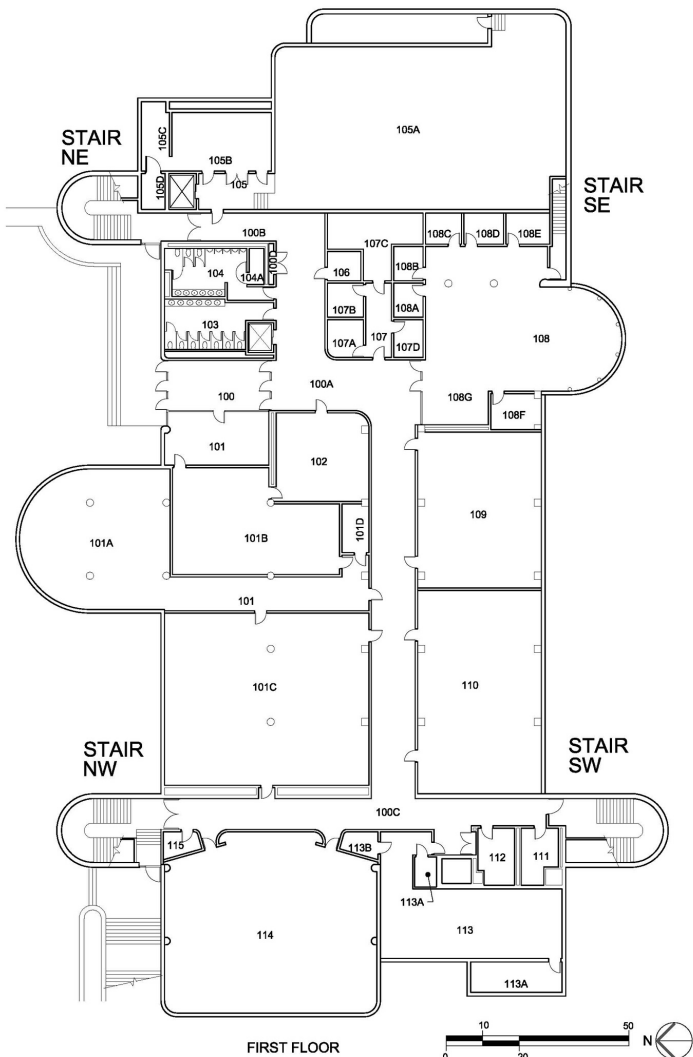 105A
105C
STAIR
NE
105B
105
105D
STAIR
SE
100B
107C
108C
108D
108E
104
104A
100D
106
108B
107B
108A
103
107A
107
107D
108
100
100A
108G
108F
101
102
101D
109
101A
101B
101
101C
110
STAIR
NW
STAIR
SW
100C
115
113B
112
111
113A
114
113
113A
FIRST FLOOR
10
50
0
20
N